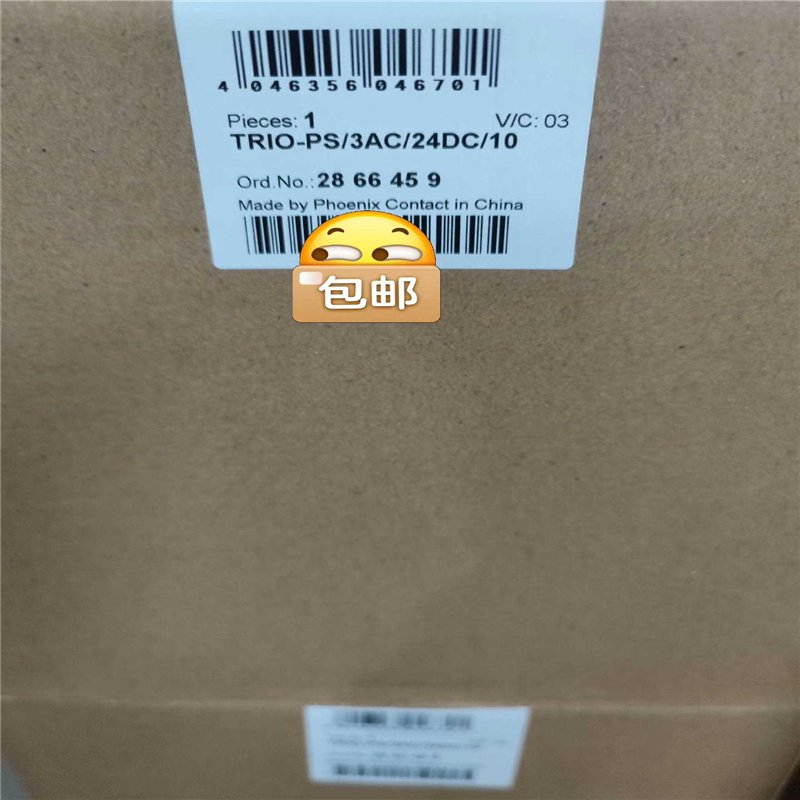 4 046356 046701
Pieces: 1 V/C: 03
TRIO-PS/3AC/24DC/10
Ord.No.: 28 66 45 9
Made by Phoenix Contact in China
包邮